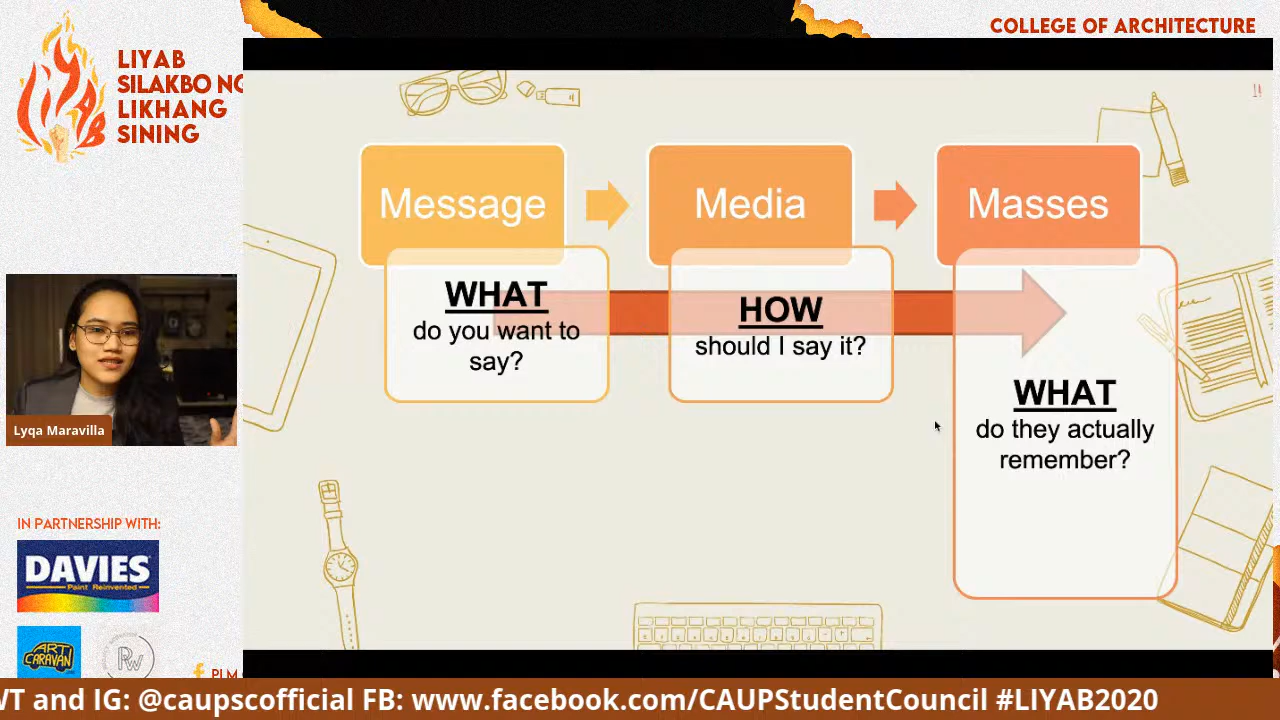 LIYAB
SILAKBO NG
LIKHANG
SINING
COLLEGE OF ARCHITECTURE
Message
Media
Masses
WHAT
do you want to
say?
HOW
should I say it?
WHAT
do they actually
remember?
Lyqa Maravilla
IN PARTNERSHIP WITH:
DAVIES
Paint Reinvented
ART
CARAVAN
RW
PLM
and IG: @caupscofficial FB: www.facebook.com/CAUPStudentCouncil #LIYAB2020